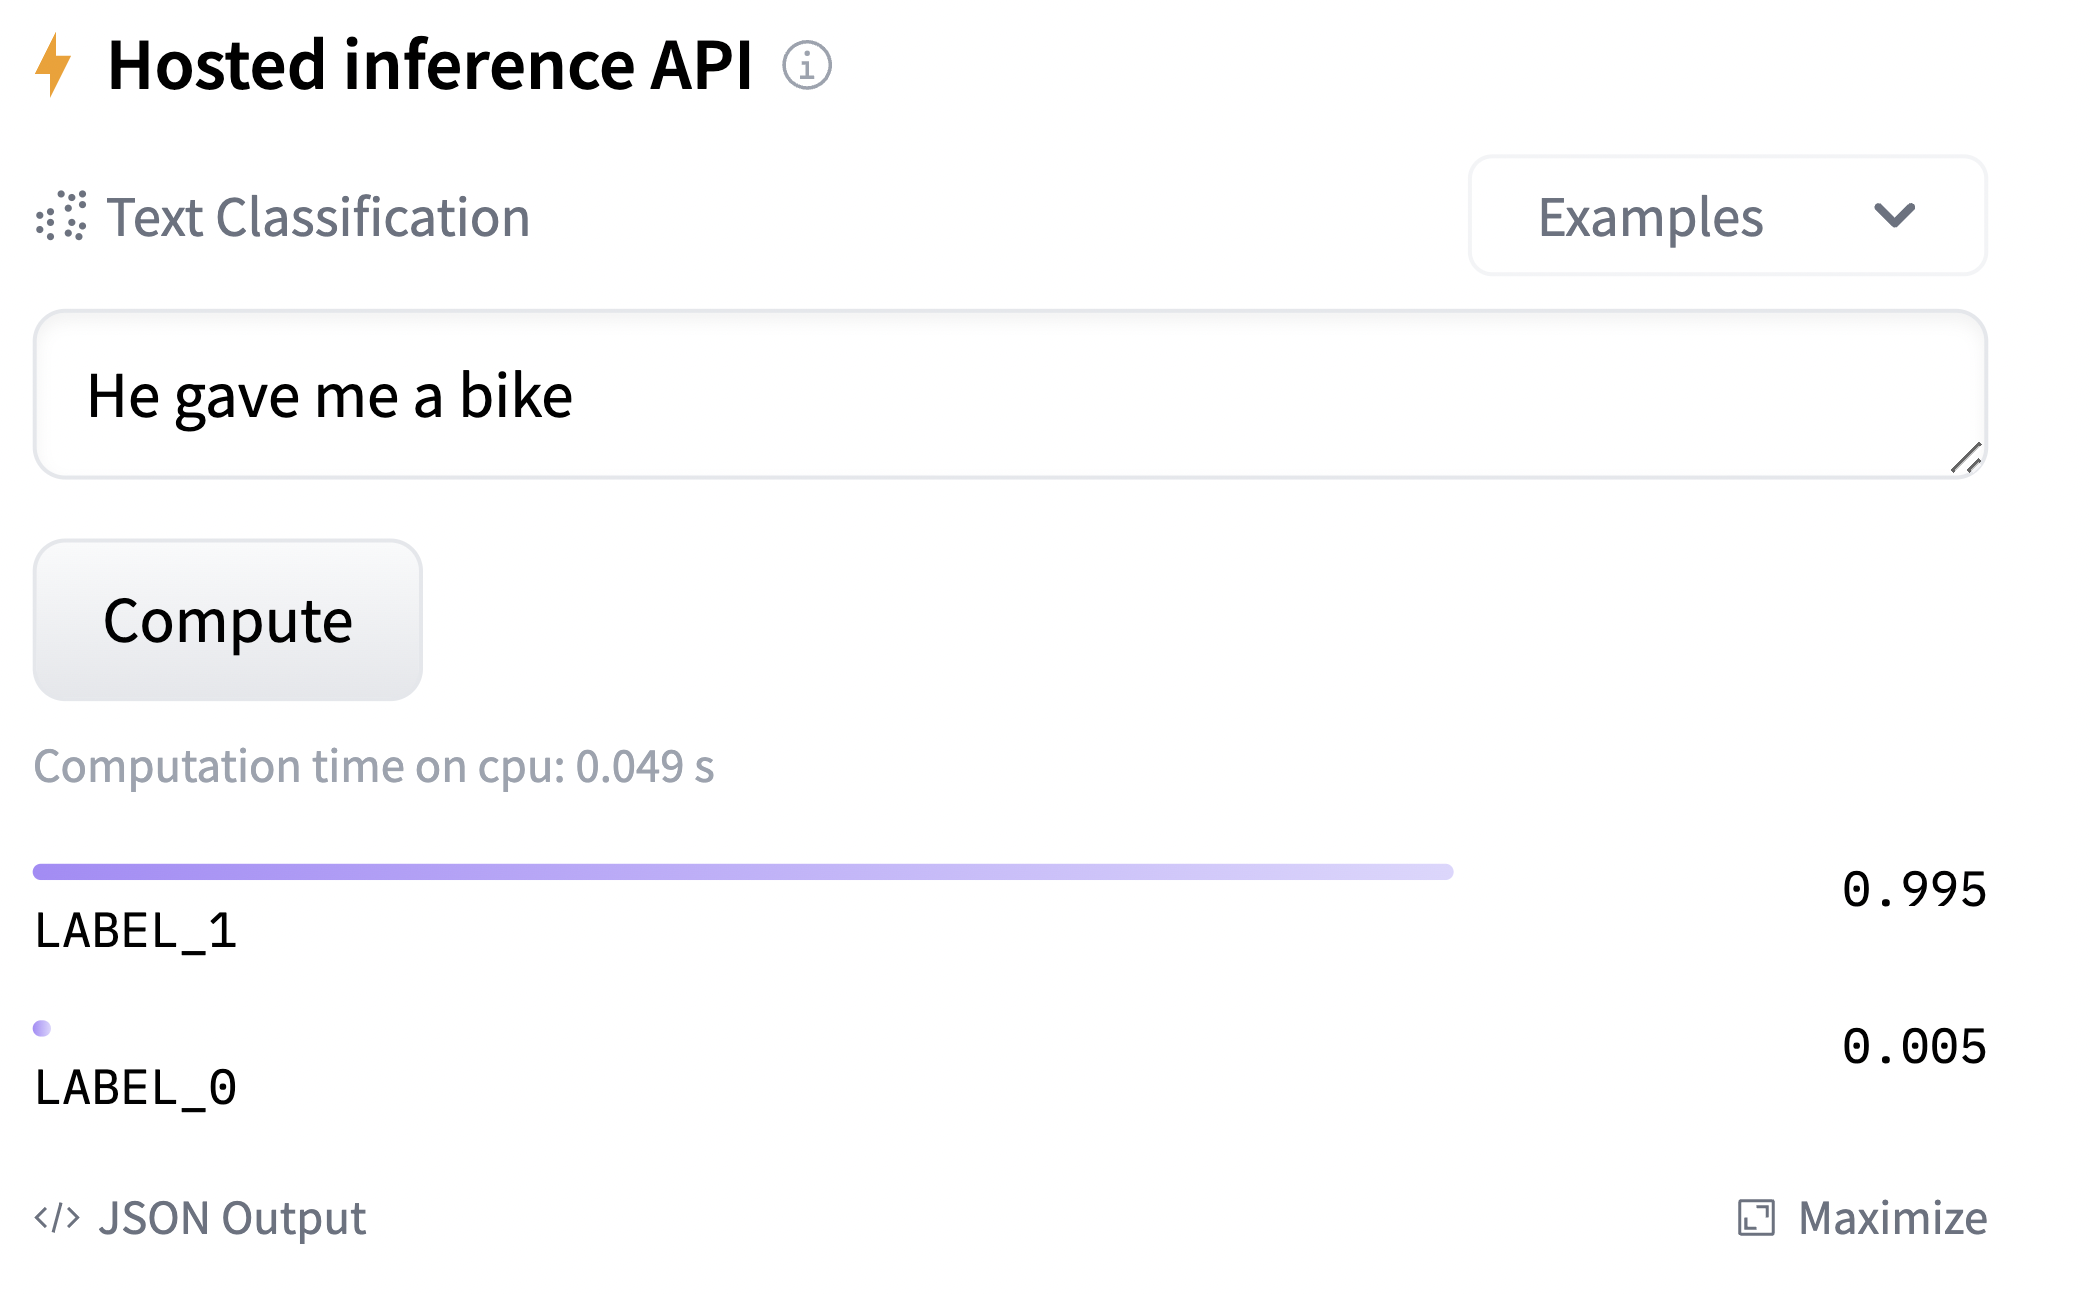 Hosted inference API
Text Classification
Examples
He gave me a bike
Compute
Computation time on cpu: 0.049 s
LABEL_1
0.995
LABEL_0
0.005
</> JSON Output
Maximize